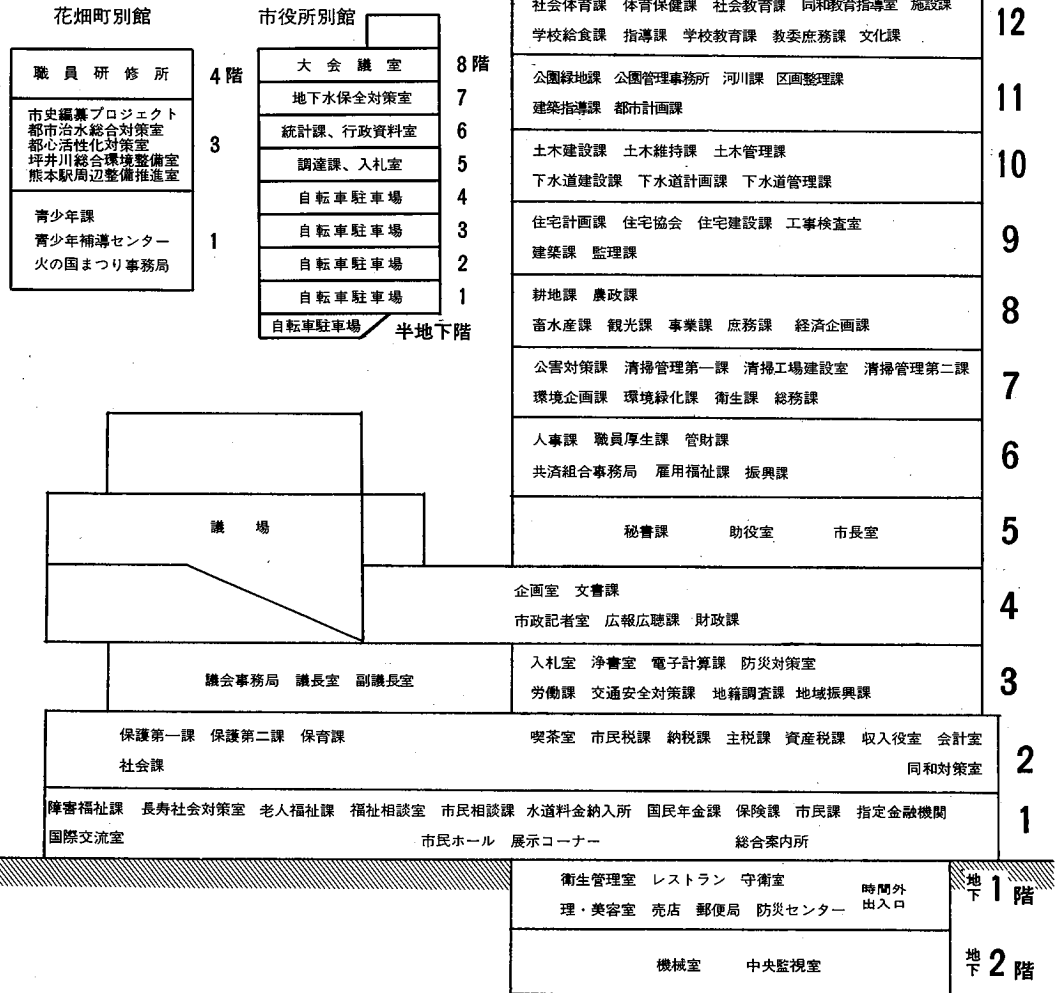 花畑町別館
職員研修所
4階
市史編纂プロジェクト
都市治水総合対策室
都心活性化対策室
坪井川総合環境整備室
熊本駅周辺整備推進室
3
青少年課
青少年補導センター
火の国まつり事務局
1
市役所別館
大会議室
8階
地下水保全対策室
7
統計課、行政資料室
6
調達課、入札室
5
自転車駐車場
4
自転車駐車場
3
自転車駐車場
2
自転車駐車場
1
自転車駐車場
半地下階
社会体育課 体育保健課 社会教育課 同和教育指導室 施設課
学校給食課 指導課 学校教育課 教委庶務課 文化課
12
公園緑地課 公園管理事務所 河川課 区画整理課
建築指導課 都市計画課
11
土木建設課 土木維持課 土木管理課
下水道建設課 下水道計画課 下水道管理課
10
住宅計画課 住宅協会 住宅建設課 工事検査室
建築課 監理課
9
耕地課 農政課
畜水産課 観光課 事業課 庶務課 経済企画課
8
公害対策課 清掃管理第一課 清掃工場建設室 清掃管理第二課
環境企画課 環境緑化課 衛生課 総務課
7
人事課 職員厚生課 管財課
共済組合事務局 雇用福祉課 振興課
6
議場
秘書課 助役室 市長室
5
企画室 文書課
市政記者室 広報広聴課 財政課
4
議会事務局 議長室 副議長室
入札室 浄書室 電子計算課 防災対策室
労働課 交通安全対策課 地籍調査課 地域振興課
3
保護第一課 保護第二課 保育課
社会課
喫茶室 市民税課 納税課 主税課 資産税課 収入役室 会計室
同和対策室
2
障害福祉課 長寿社会対策室 老人福祉課 福祉相談室 市民相談課 水道料金納入所 国民年金課 保険課 市民課 指定金融機関
国際交流室 市民ホール 展示コーナー 総合案内所
1
衛生管理室 レストラン 守衛室
理・美容室 売店 郵便局 防災センター
時間外
出入口
地下1階
機械室 中央監視室
地下2階